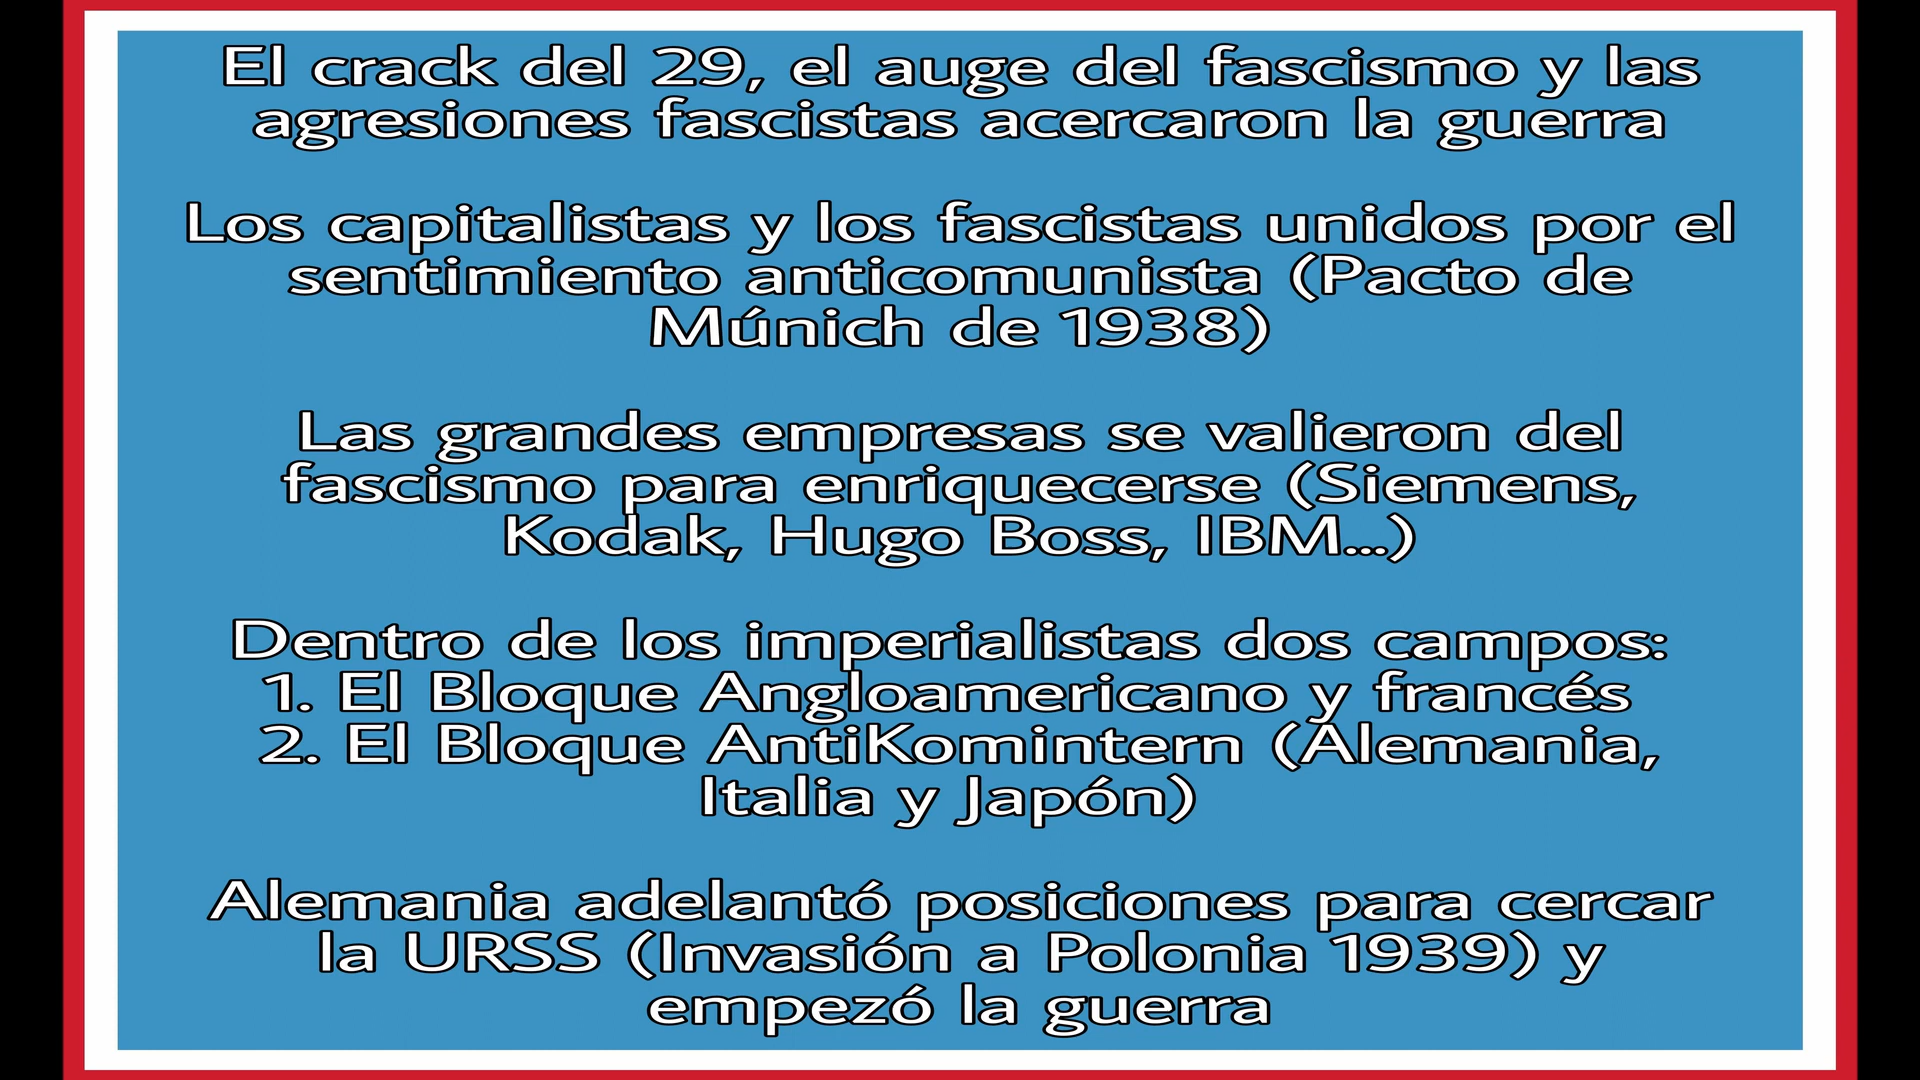 El crack del 29, el auge del fascismo y las
agresiones fascistas acercaron la guerra
Los capitalistas y los fascistas unidos por el
sentimiento anticomunista (Pacto de
Múnich de 1938)
Las grandes empresas se valieron del
fascismo para enriquecerse (Siemens,
Kodak, Hugo Boss, IBM...)
Dentro de los imperialistas dos campos:
1. El Bloque Angloamericano y francés
2. El Bloque AntiKomintern (Alemania,
Italia y Japón)
Alemania adelantó posiciones para cercar
la URSS (Invasión a Polonia 1939) y
empezó la guerra